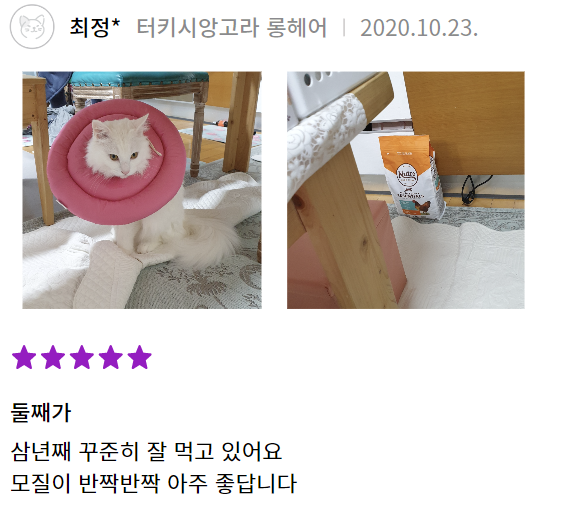 최정* 터키시앙고라 롱헤어 | 2020.10.23.
Nutro
둘째가
삼년째 꾸준히 잘 먹고 있어요
모질이 반짝반짝 아주 좋답니다